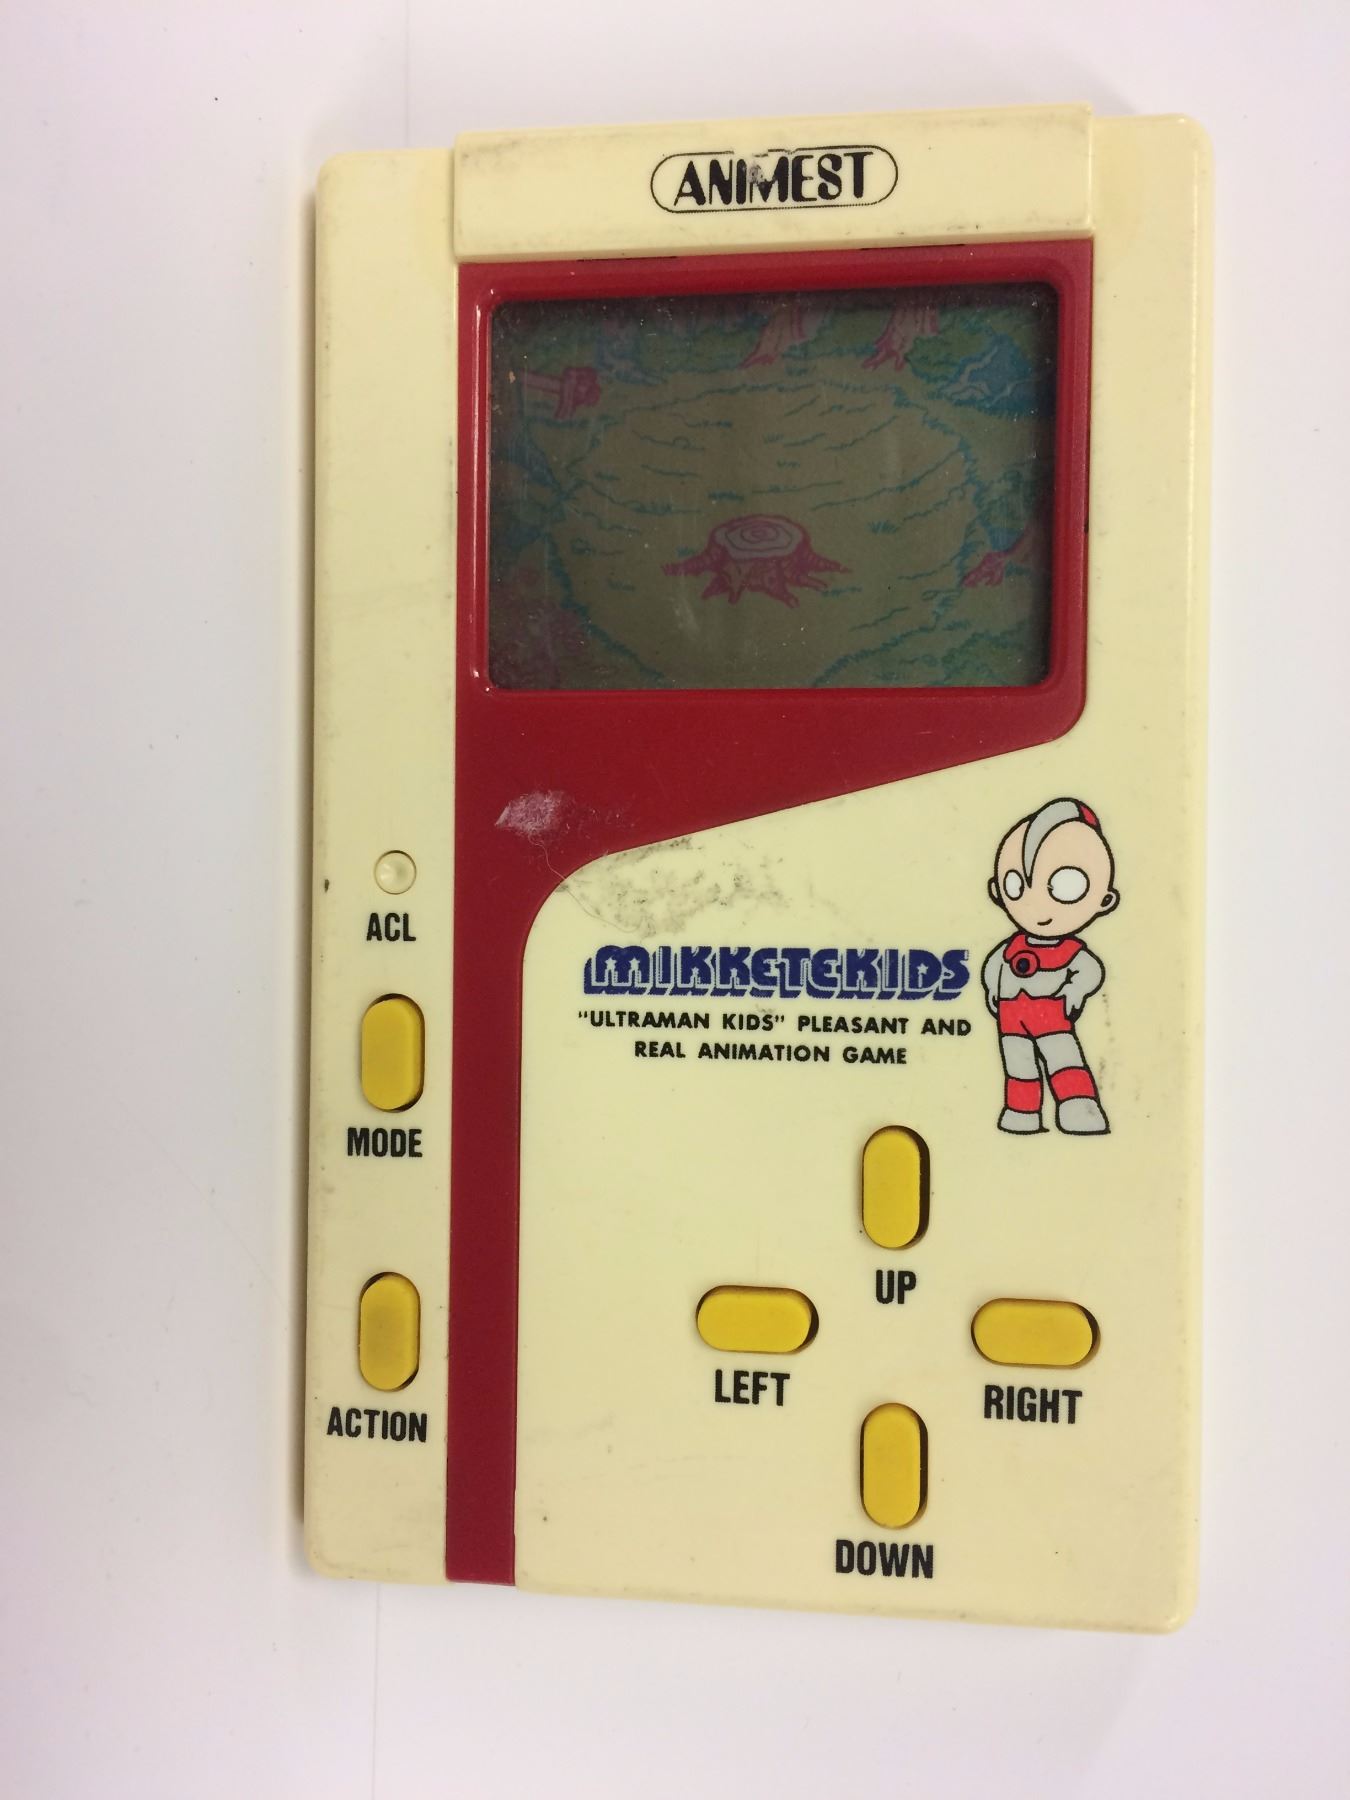 ANIMEST
ACL
MIKKETEKIDS
"ULTRAMAN KIDS" PLEASANT AND
REAL ANIMATION GAME
MODE
UP
LEFT
RIGHT
ACTION
DOWN